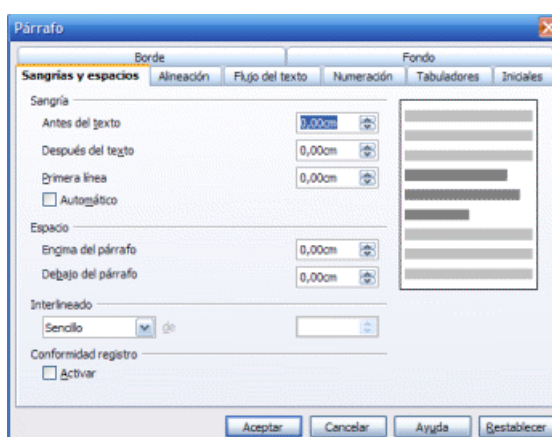 Párrafo
Borde Fondo
Sangrías y espacios Alineación Flujo del texto Numeración Tabuladores Iniciales
Sangría
Antes del texto 0,00cm
Después del texto 0,00cm
Primera línea 0,00cm
Automático
Espacio
Encima del párrafo 0,00cm
Debajo del párrafo 0,00cm
Interlineado
Sencillo de
Conformidad registro
Activar
Aceptar Cancelar Ayuda Restablecer